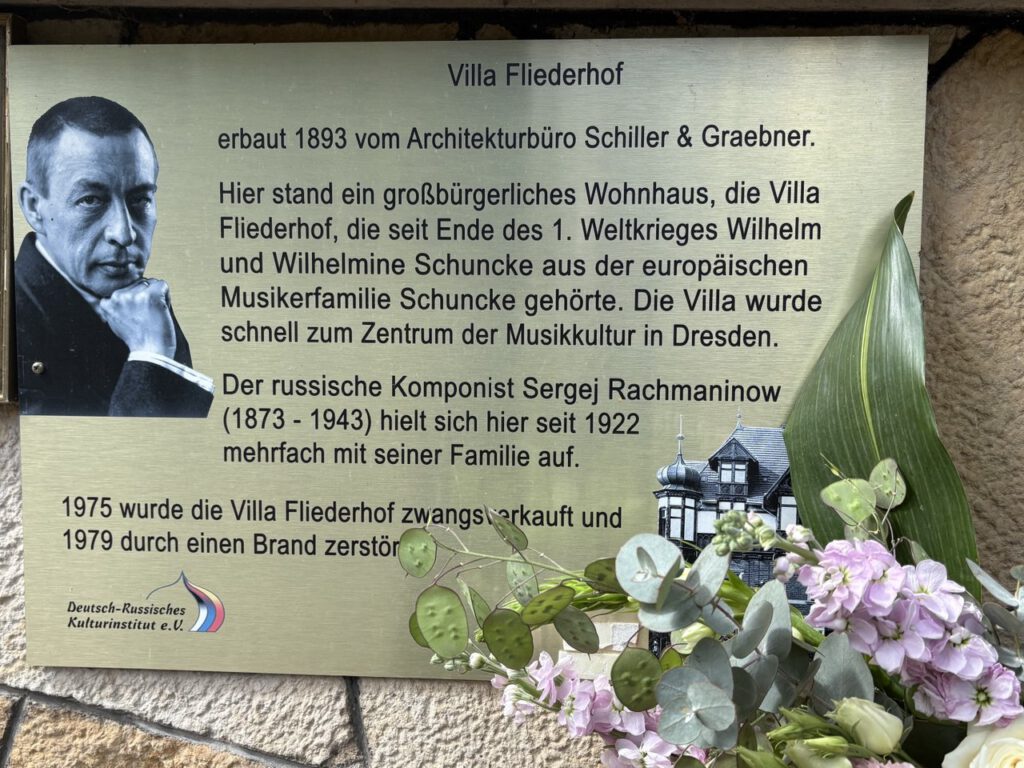 Villa Fliederhof
erbaut 1893 vom Architekturbüro Schiller & Graebner.
Hier stand ein großbürgerliches Wohnhaus, die Villa
Fliederhof, die seit Ende des 1. Weltkrieges Wilhelm
und Wilhelmine Schuncke aus der europäischen
Musikerfamilie Schuncke gehörte. Die Villa wurde
schnell zum Zentrum der Musikkultur in Dresden.
Der russische Komponist Sergej Rachmaninow
(1873 - 1943) hielt sich hier seit 1922
mehrfach mit seiner Familie auf.
1975 wurde die Villa Fliederhof zwangsverkauft und
1979 durch einen Brand zerstör
Deutsch-Russisches
Kulturinstitut e.V.